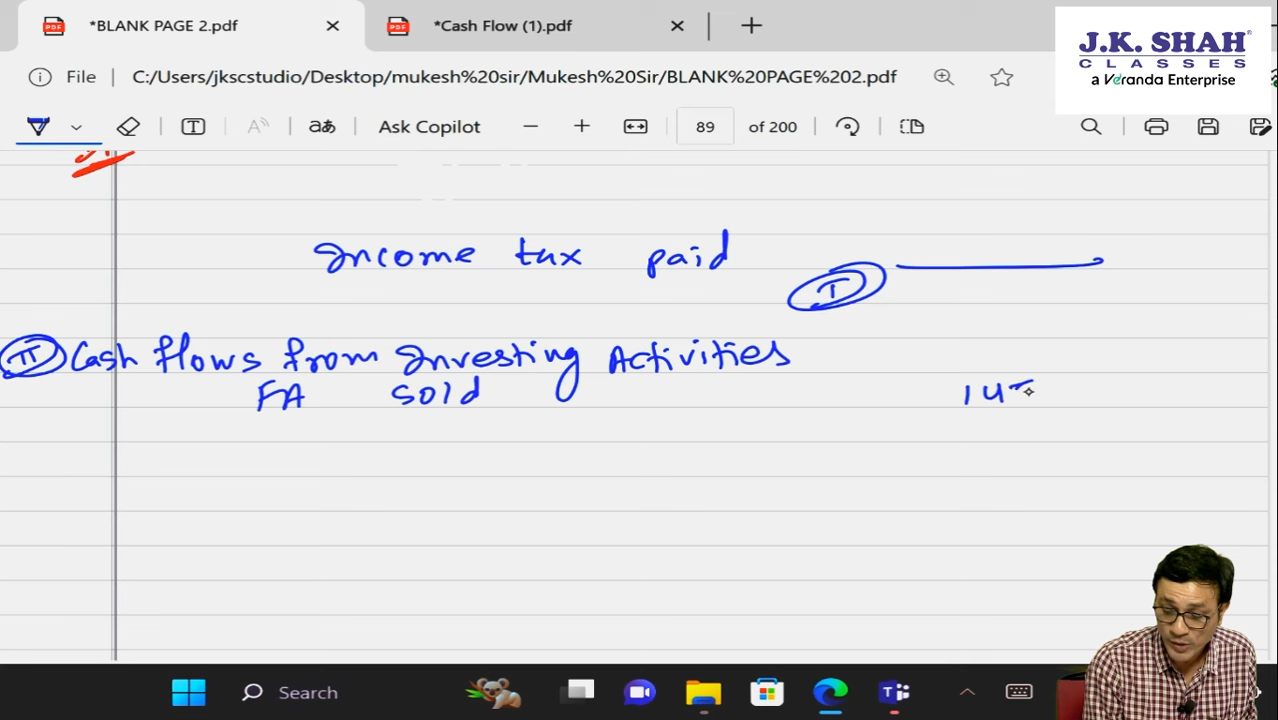 *BLANK PAGE 2.pdf
*Cash Flow (1).pdf
J.K. SHAH
CLASSES
a Veranda Enterprise
File
C:/Users/jkscstudio/Desktop/mukesh%20sir/Mukesh%20Sir/BLANK%20PAGE%202.pdf
Ask Copilot
89 of 200
Income tax paid
I
II Cash flows from Investing Activities
FA sold
Search